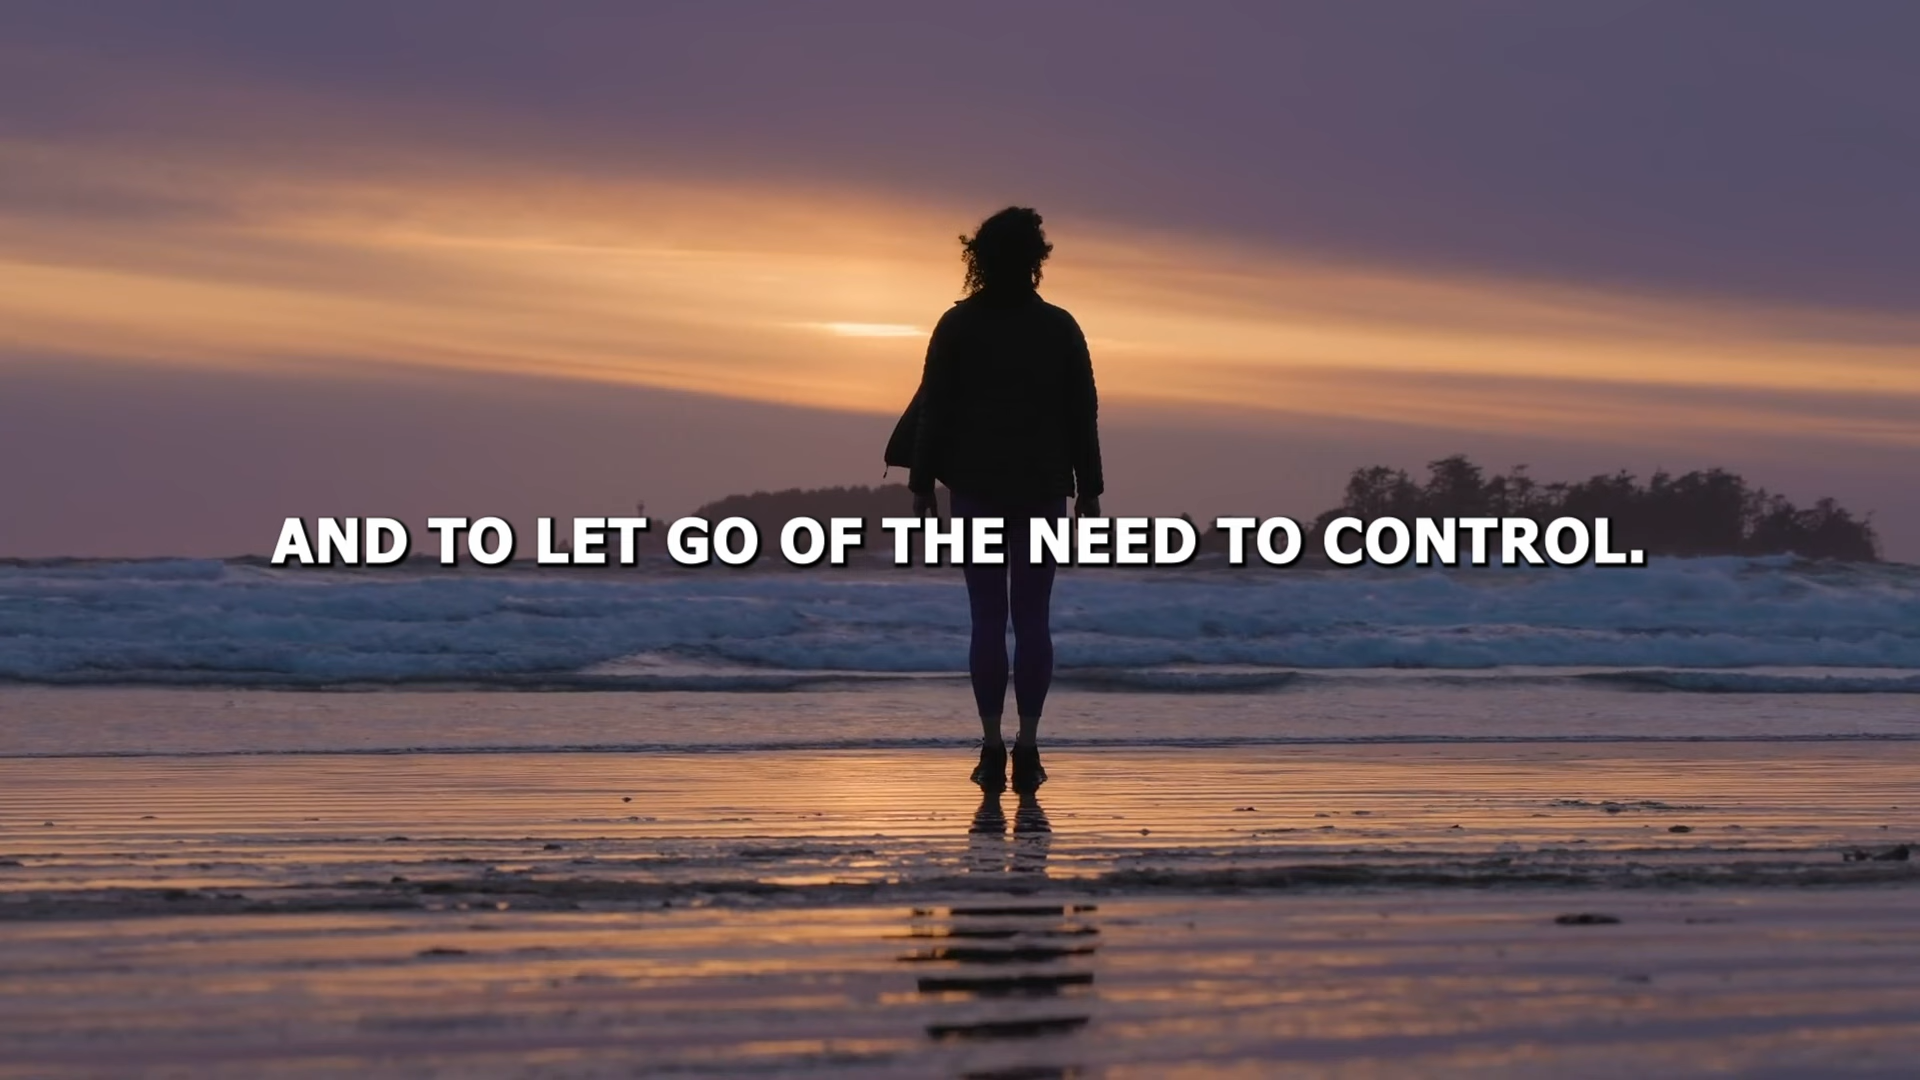 AND TO LET GO OF THE NEED TO CONTROL.